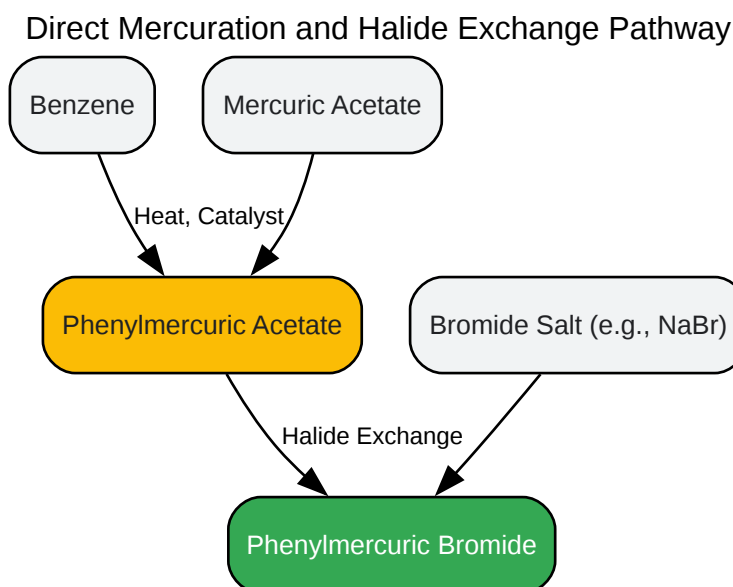 Direct Mercuration and Halide Exchange Pathway
Benzene
Mercuric Acetate
Heat, Catalyst
Phenylmercuric Acetate
Bromide Salt (e.g., NaBr)
Halide Exchange
Phenylmercuric Bromide